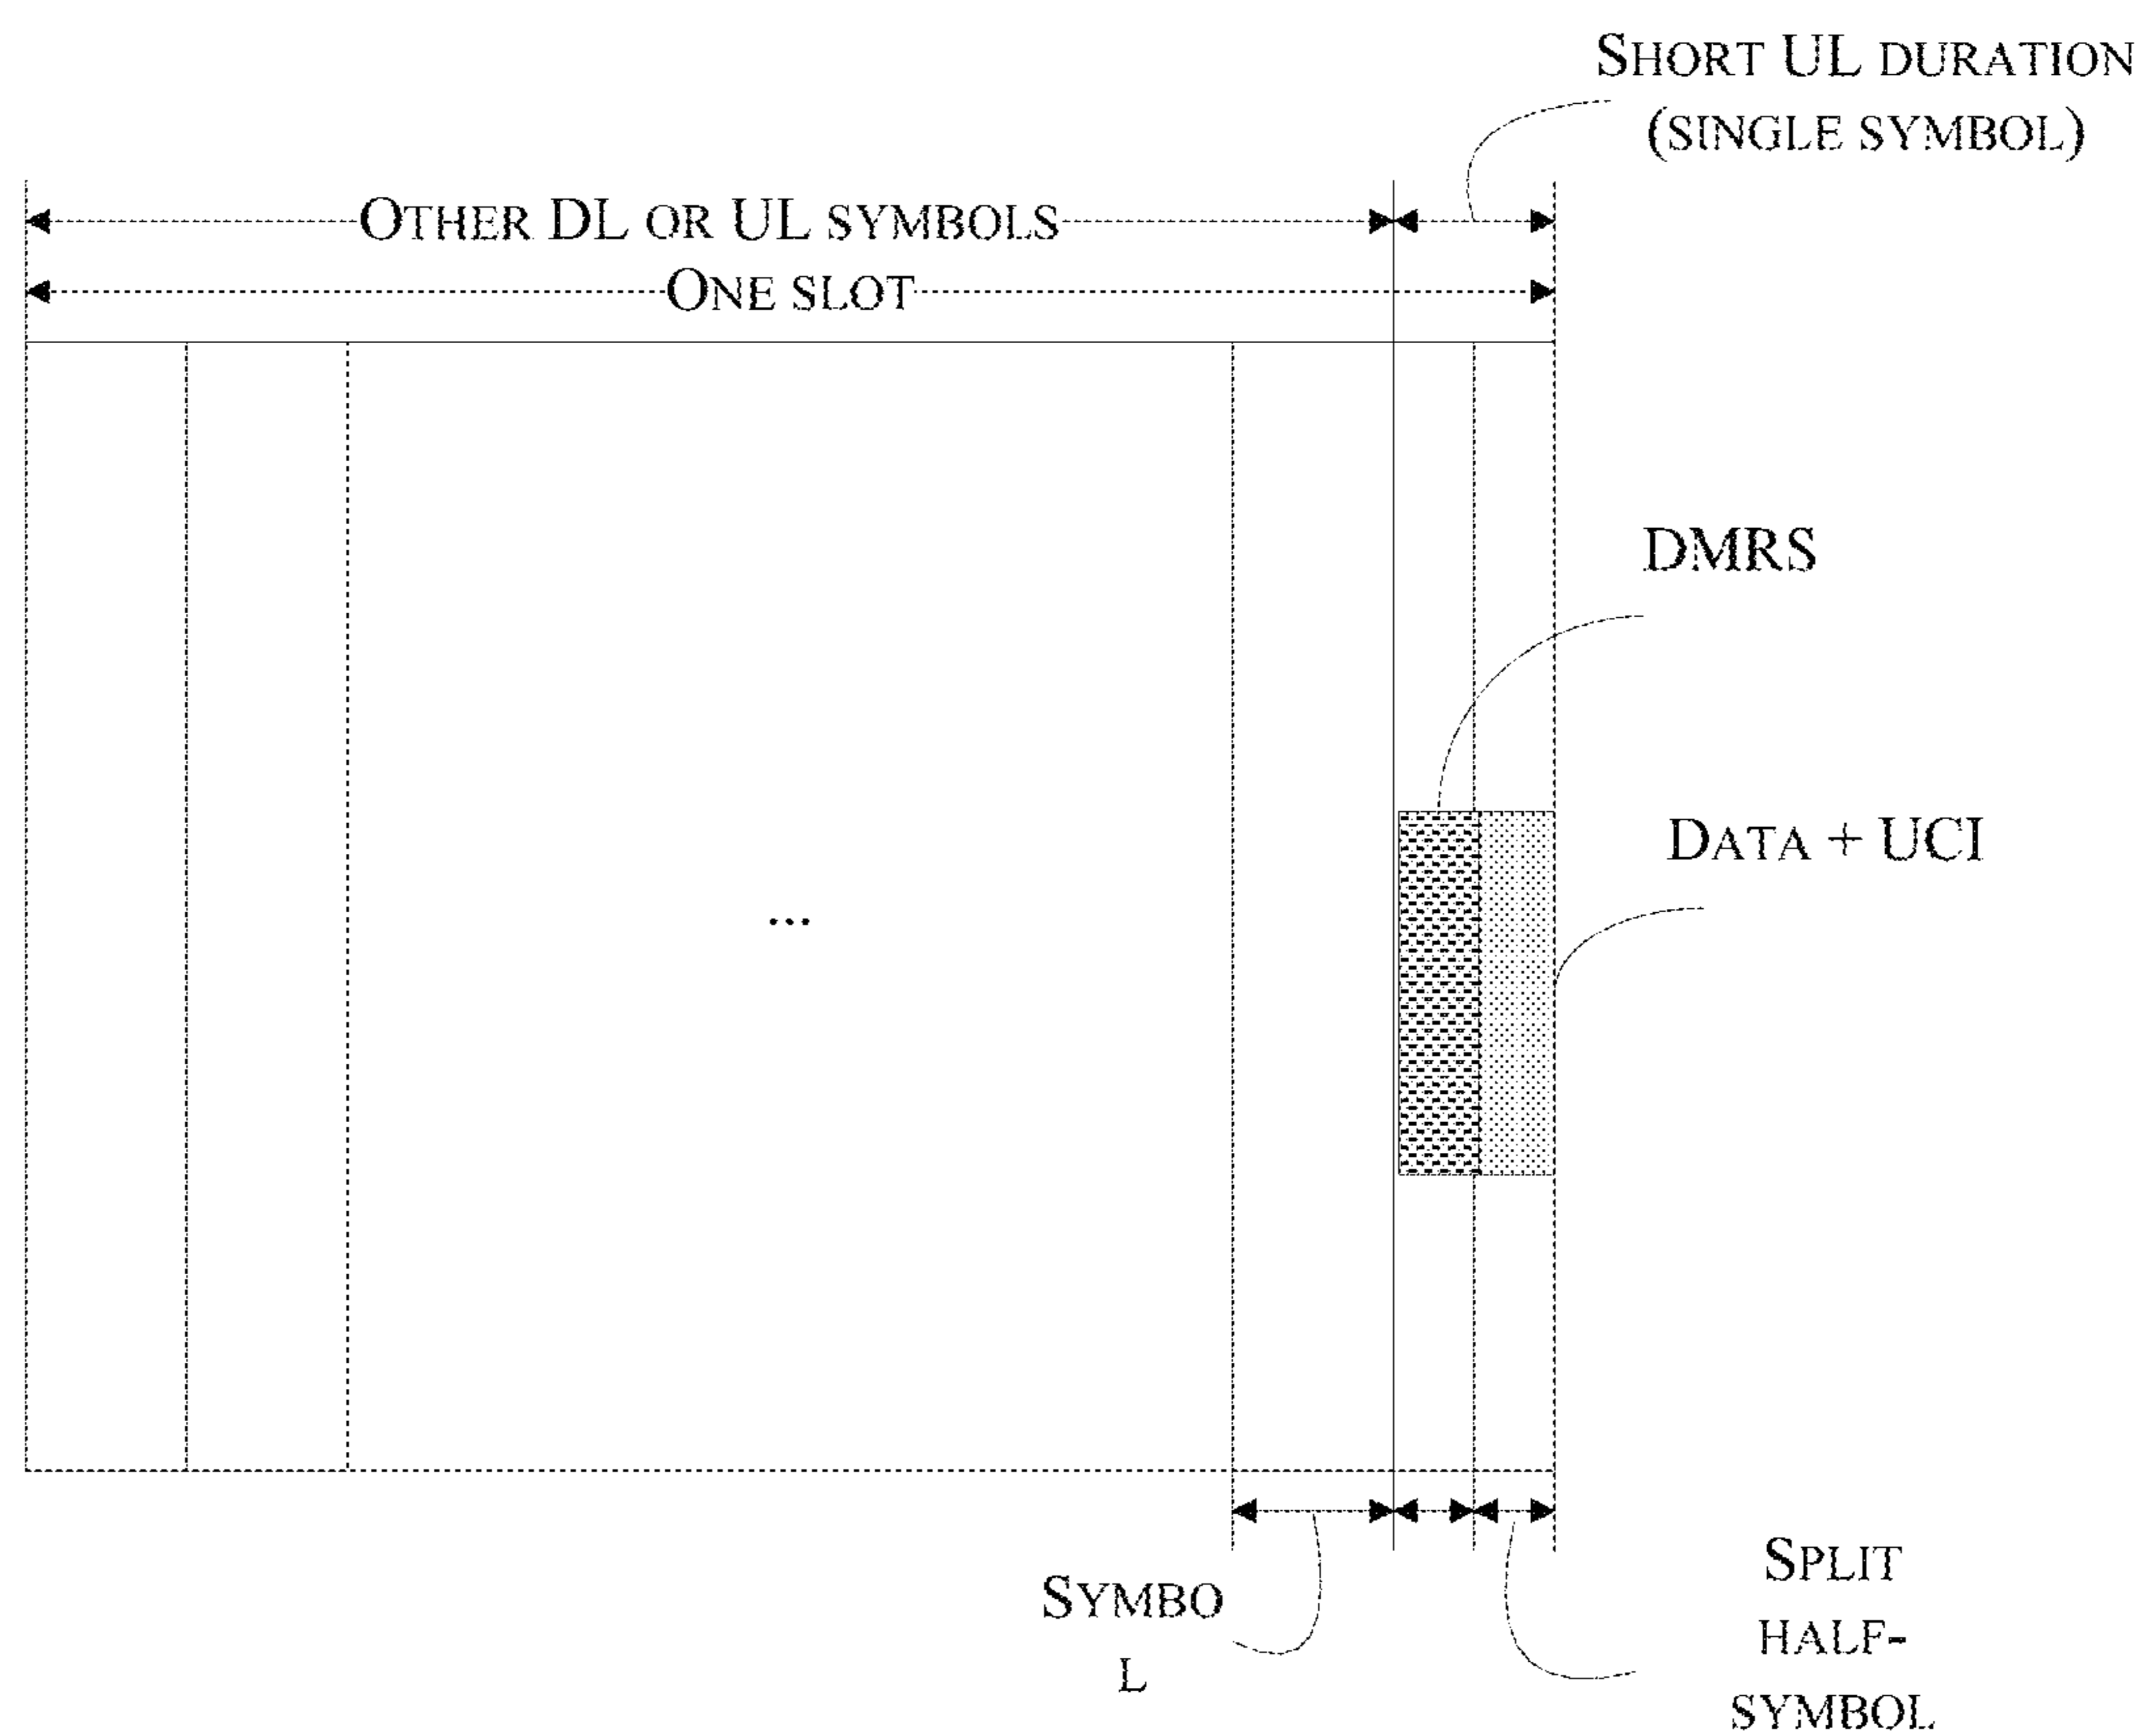 SHORT UL DURATION
(SINGLE SYMBOL)
OTHER DL OR UL SYMBOLS
ONE SLOT
DMRS
DATA + UCI
...
SYMBO
L
SPLIT
HALF-
SYMBOL